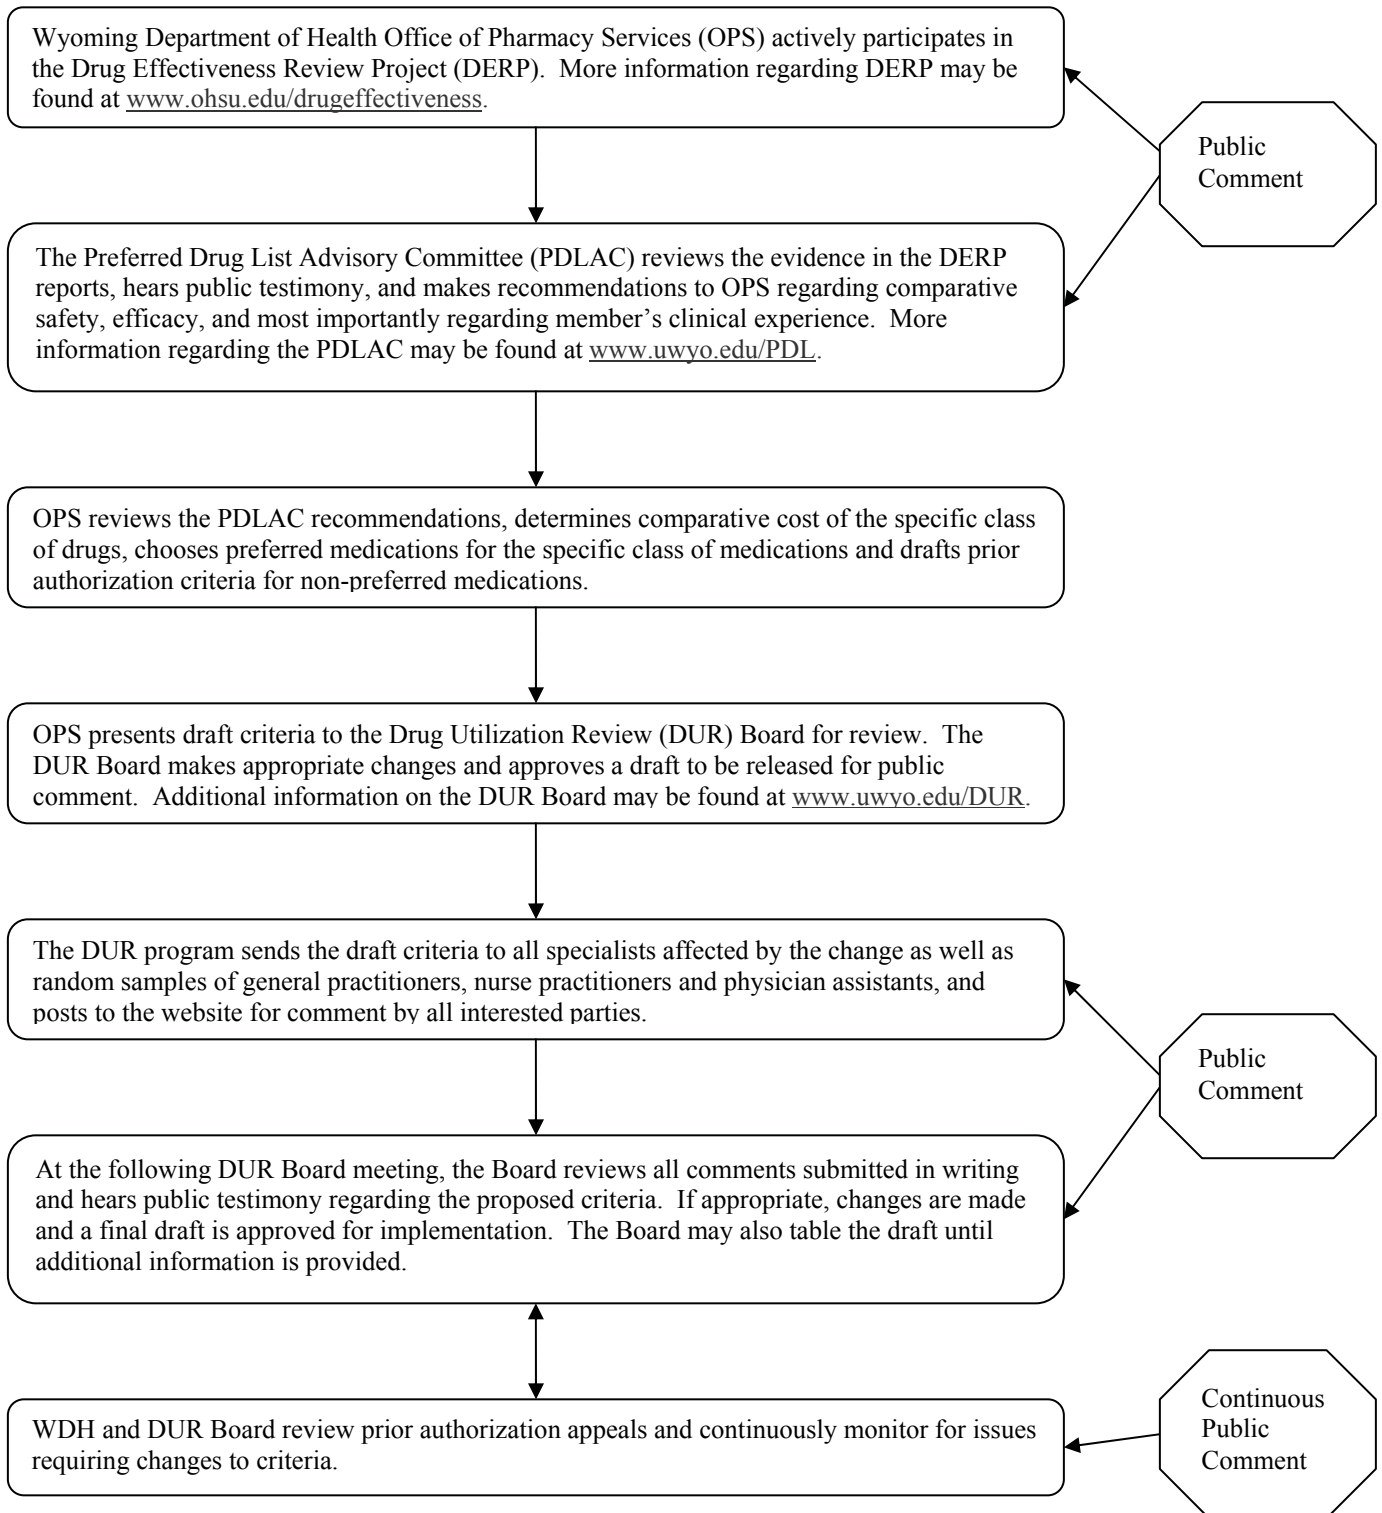 Wyoming Department of Health Office of Pharmacy Services (OPS) actively participates in
the Drug Effectiveness Review Project (DERP).  More information regarding DERP may be
found at www.ohsu.edu/drugeffectiveness.
Public
Comment
The Preferred Drug List Advisory Committee (PDLAC) reviews the evidence in the DERP
reports, hears public testimony, and makes recommendations to OPS regarding comparative
safety, efficacy, and most importantly regarding member’s clinical experience.  More
information regarding the PDLAC may be found at www.uwyo.edu/PDL.
OPS reviews the PDLAC recommendations, determines comparative cost of the specific class
of drugs, chooses preferred medications for the specific class of medications and drafts prior
authorization criteria for non-preferred medications.
OPS presents draft criteria to the Drug Utilization Review (DUR) Board for review.  The
DUR Board makes appropriate changes and approves a draft to be released for public
comment.  Additional information on the DUR Board may be found at www.uwyo.edu/DUR.
The DUR program sends the draft criteria to all specialists affected by the change as well as
random samples of general practitioners, nurse practitioners and physician assistants, and
posts to the website for comment by all interested parties.
Public
Comment
At the following DUR Board meeting, the Board reviews all comments submitted in writing
and hears public testimony regarding the proposed criteria.  If appropriate, changes are made
and a final draft is approved for implementation.  The Board may also table the draft until
additional information is provided.
WDH and DUR Board review prior authorization appeals and continuously monitor for issues
requiring changes to criteria.
Continuous
Public
Comment